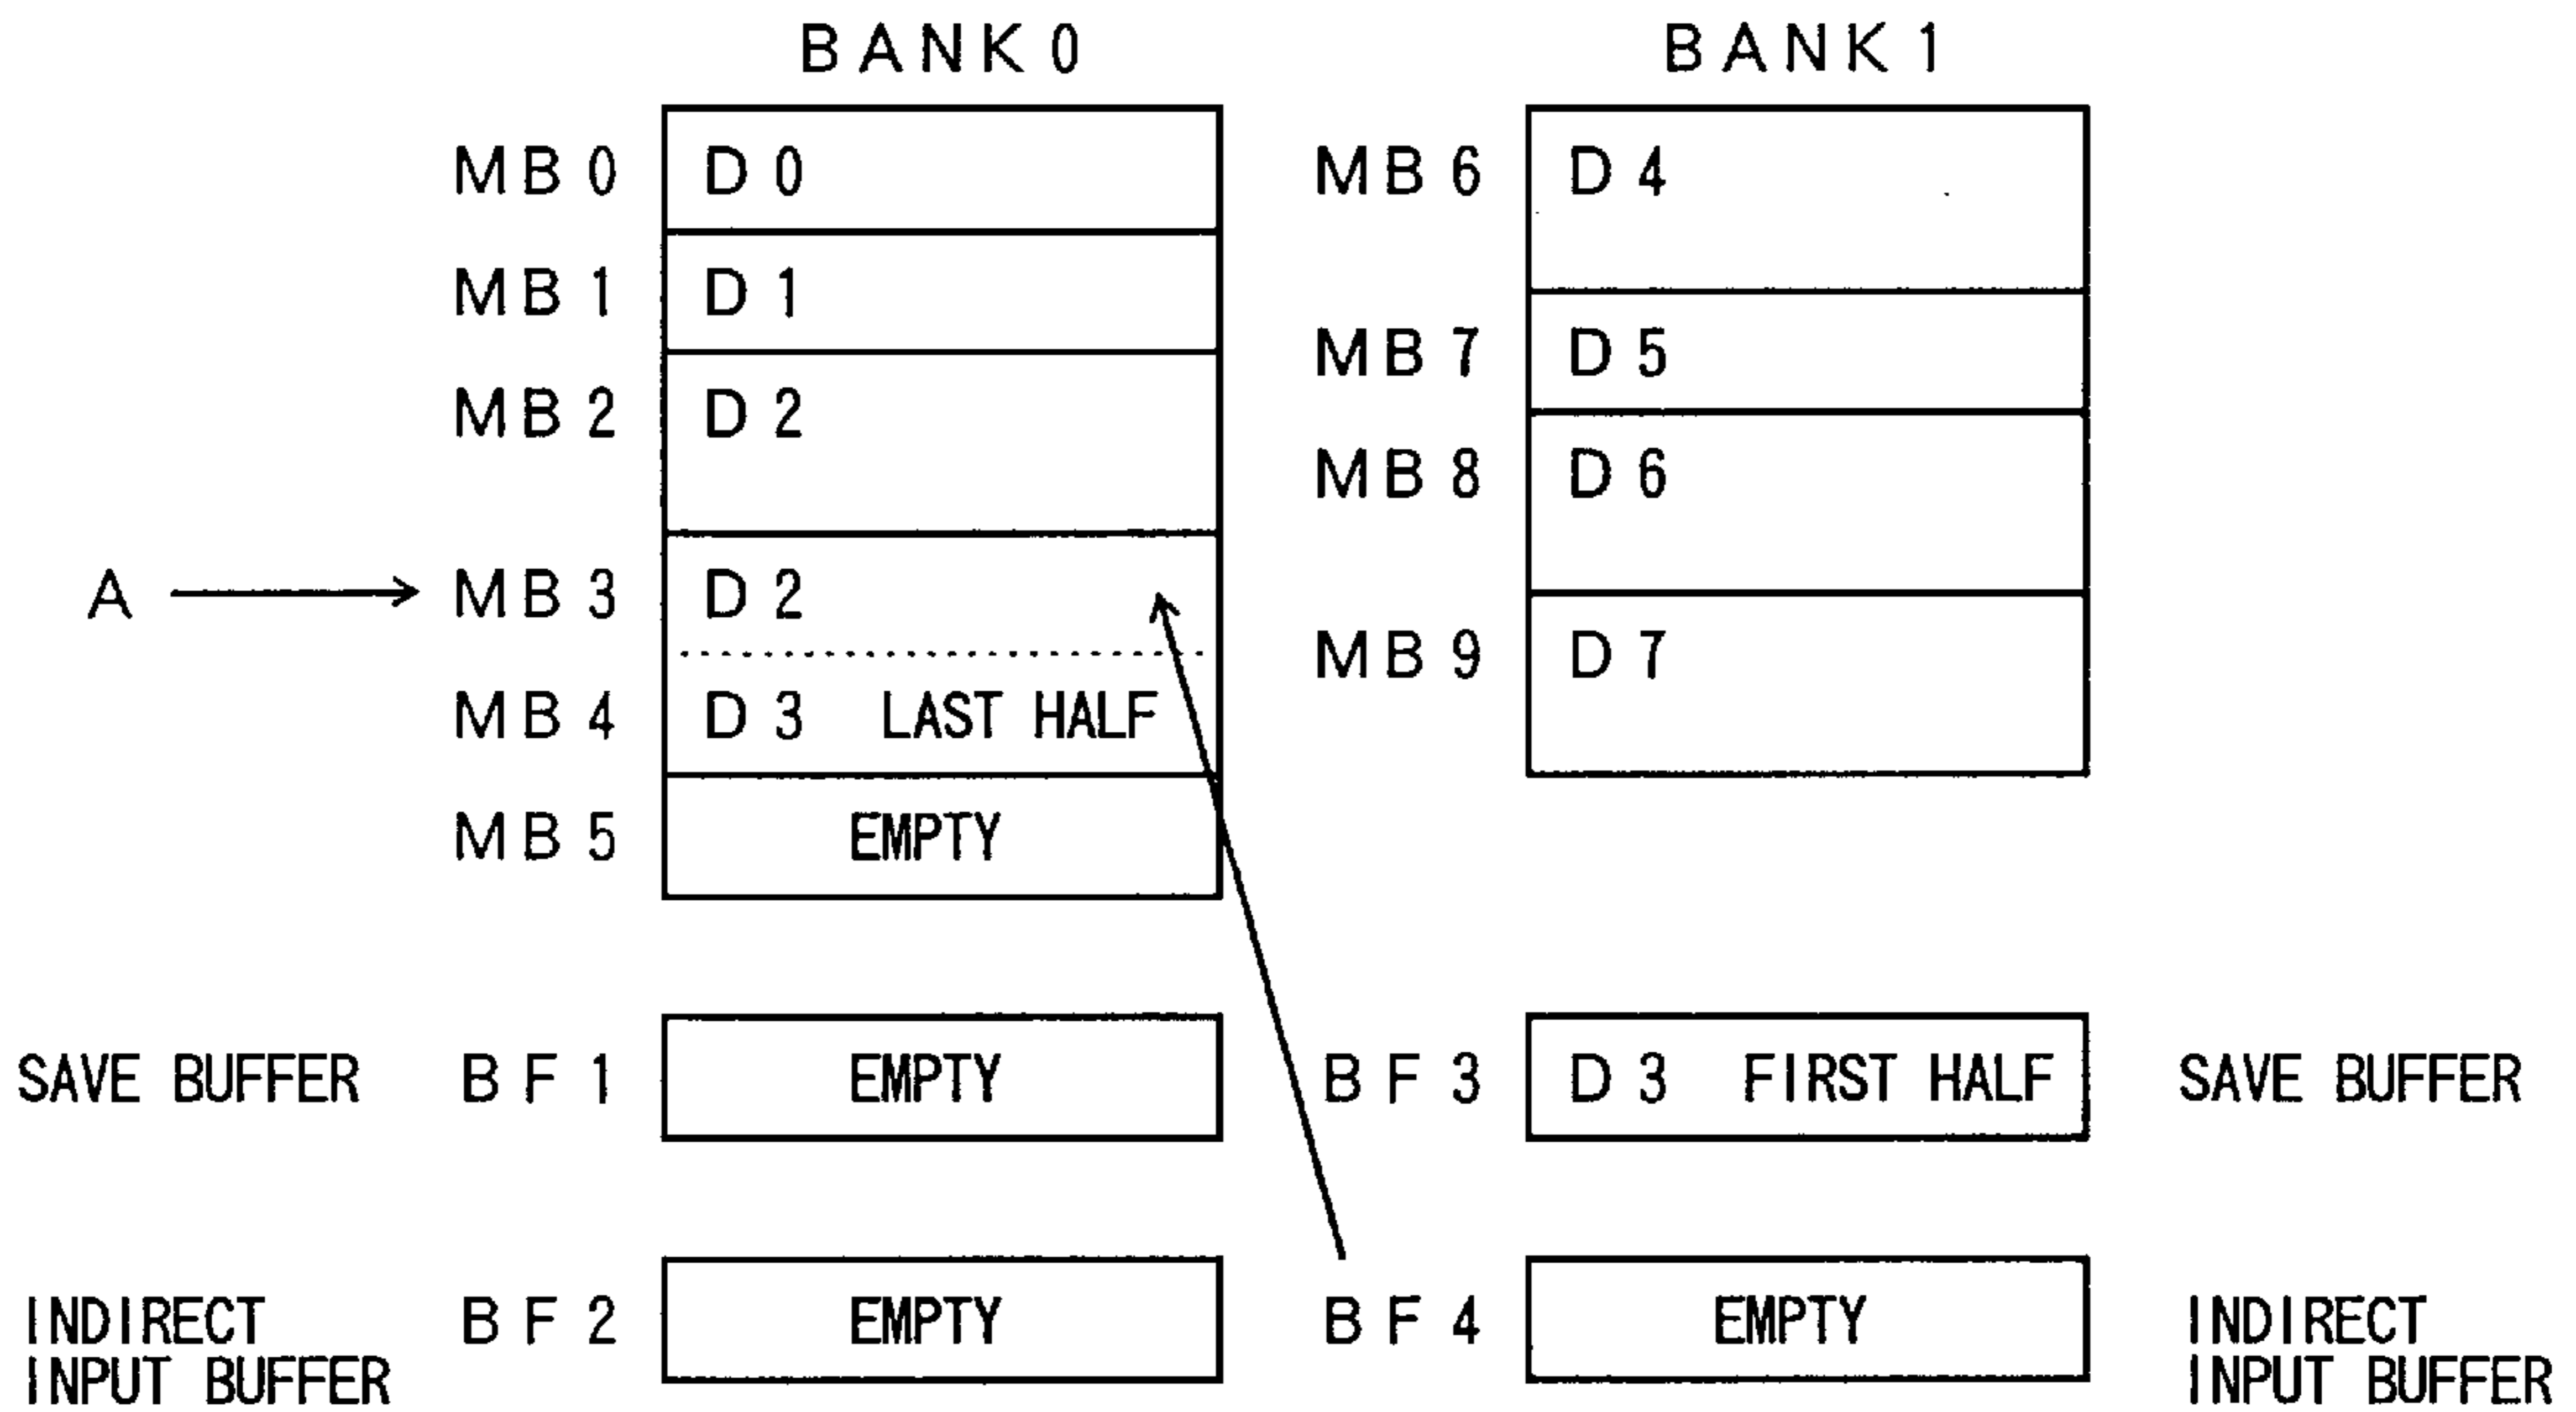 BANK0 BANK1
MB0 D0 MB6 D4
MB1 D1
MB7 D5
MB2 D2
MB8 D6
A MB3 D2
MB9 D7
MB4 D3 LAST HALF
MB5 EMPTY
SAVE BUFFER BF1 EMPTY BF3 D3 FIRST HALF SAVE BUFFER
INDIRECT BF2 EMPTY BF4 EMPTY INDIRECT
INPUT BUFFER INPUT BUFFER